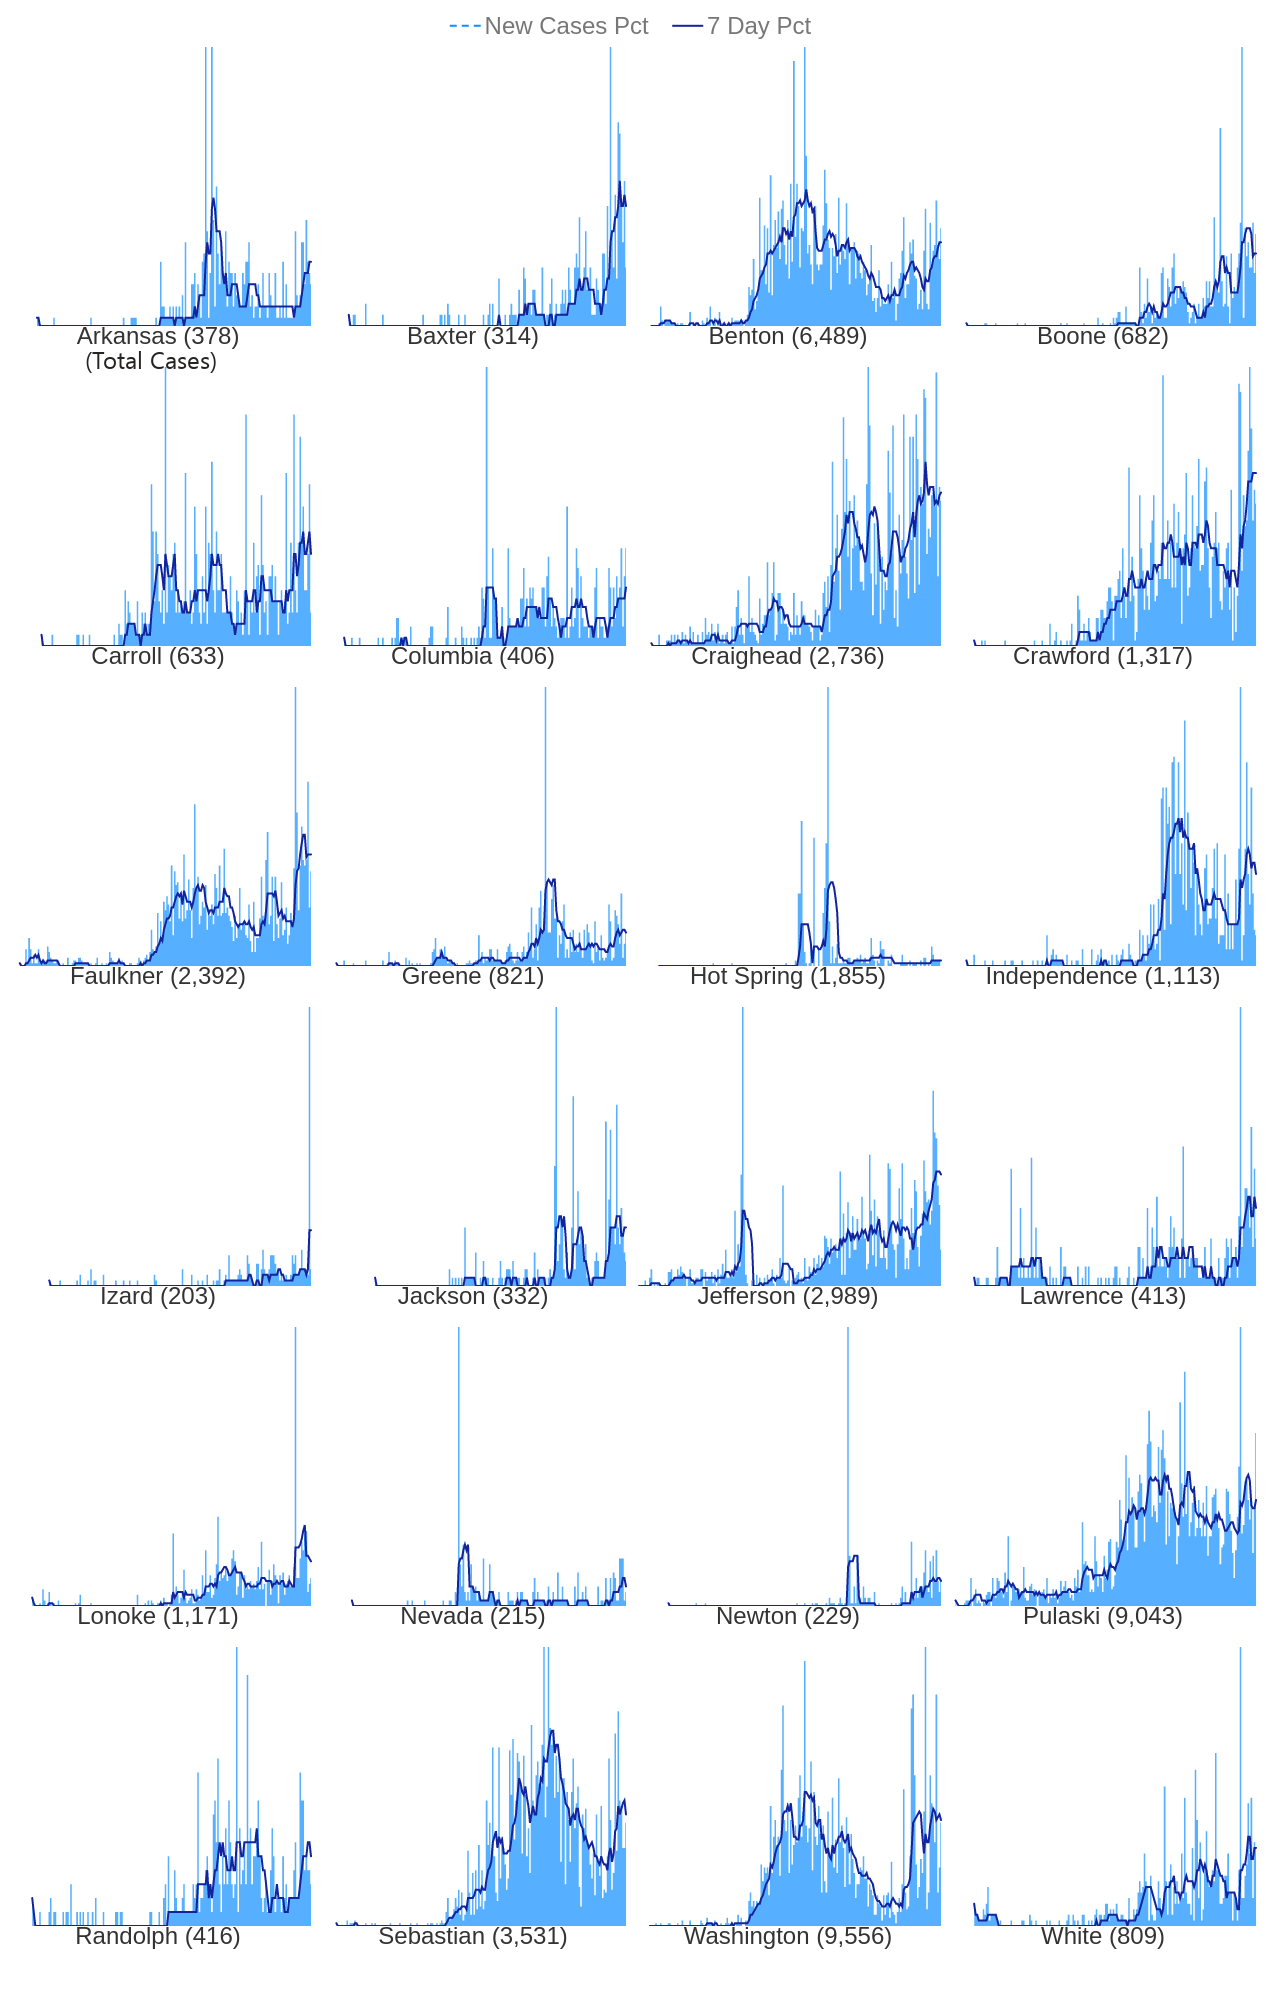 New Cases Pct 7 Day Pct
Arkansas (378) Baxter (314) Benton (6,489) Boone (682)
(Total Cases)
Carroll (633) Columbia (406) Craighead (2,736) Crawford (1,317)
Faulkner (2,392) Greene (821) Hot Spring (1,855) Independence (1,113)
Izard (203) Jackson (332) Jefferson (2,989) Lawrence (413)
Lonoke (1,171) Nevada (215) Newton (229) Pulaski (9,043)
Randolph (416) Sebastian (3,531) Washington (9,556) White (809)